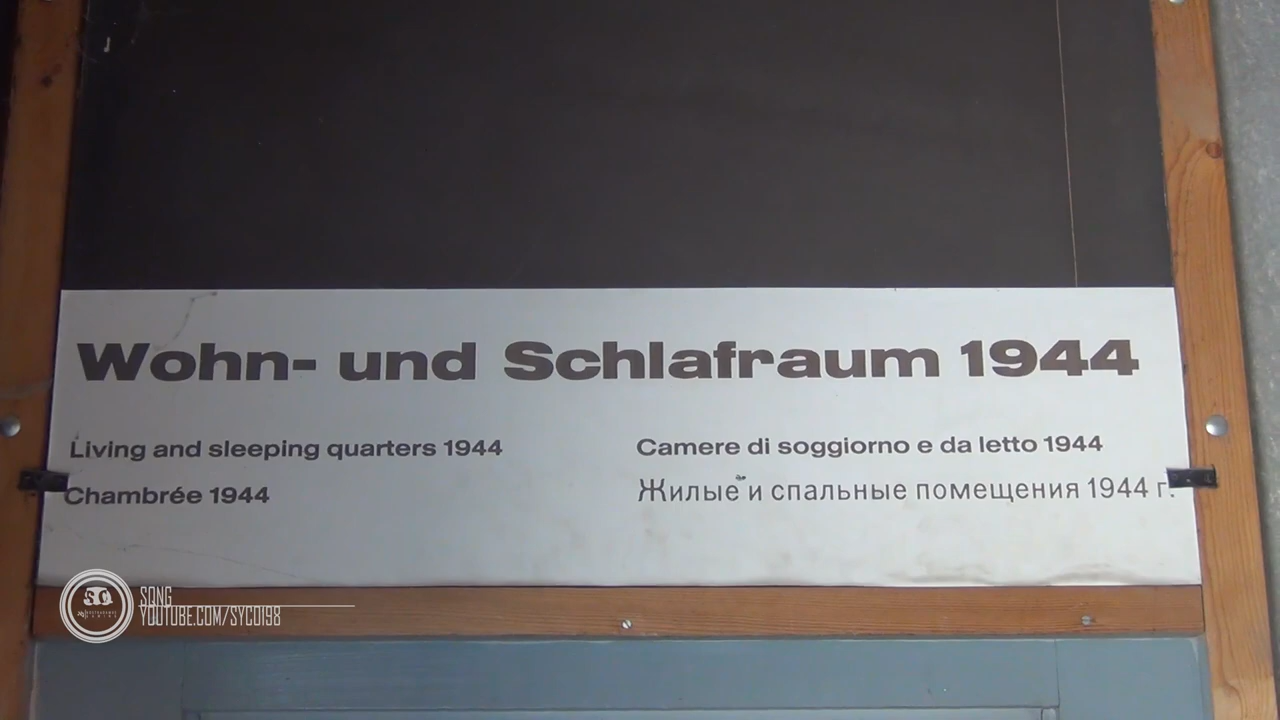 Wohn- und Schlafraum 1944
Living and sleeping quarters 1944
Chambrée 1944
Camere di soggiorno e da letto 1944
Жилые и спальные помещения 1944 г.
SONG
YOUTUBE.COM/SYCO198